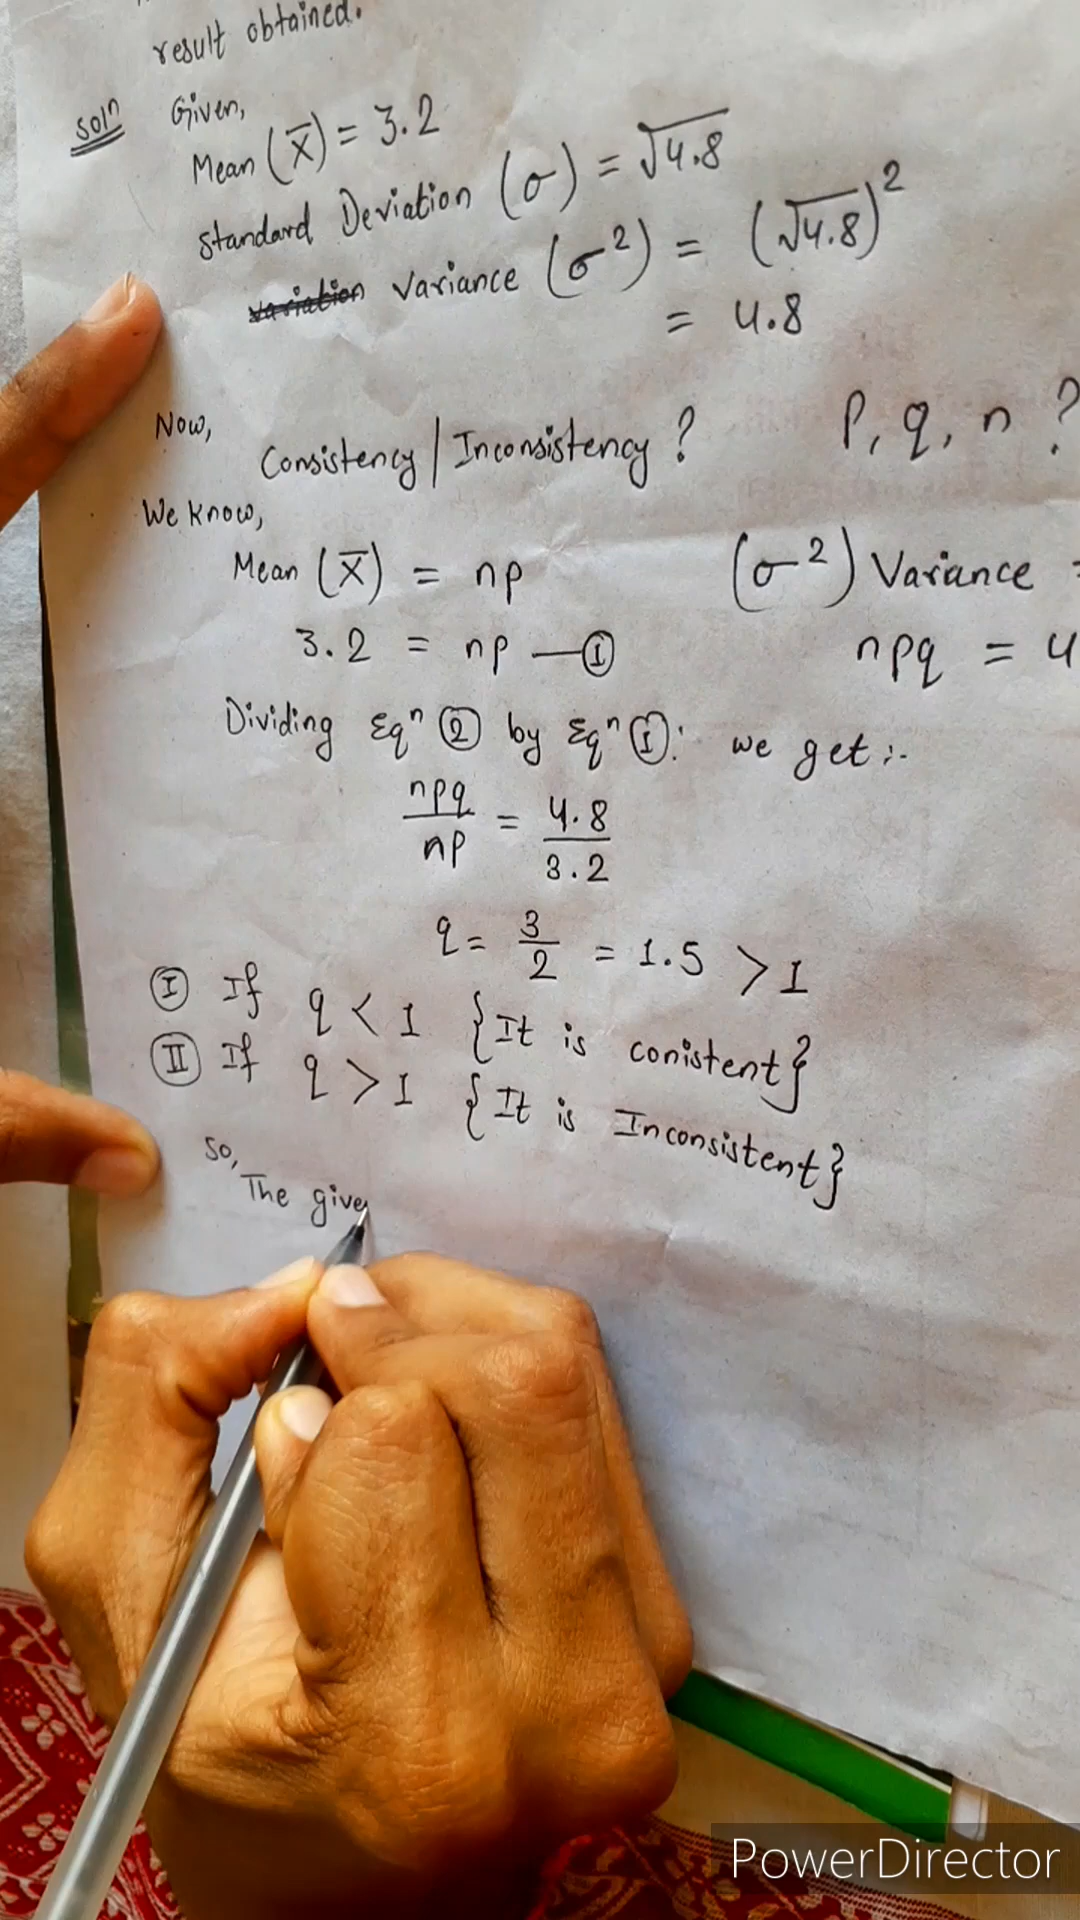 result obtained.
Soln Given,
Mean (x̄) = 3.2
Standard Deviation (σ) = √4.8
variation variance (σ²) = (√4.8)²
= 4.8
Now, Consistency / Inconsistency ? P, q, n ?
We know,
Mean (x̄) = np (σ²) Variance =
3.2 = np —① npq = 4
Dividing Eqⁿ ② by Eqⁿ ①: we get :-
npq / np = 4.8 / 3.2
q = 3/2 = 1.5 > 1
Ⓘ If q < 1 {It is conistent}
Ⅱ If q > 1 {It is Inconsistent}
So,
The give
PowerDirector